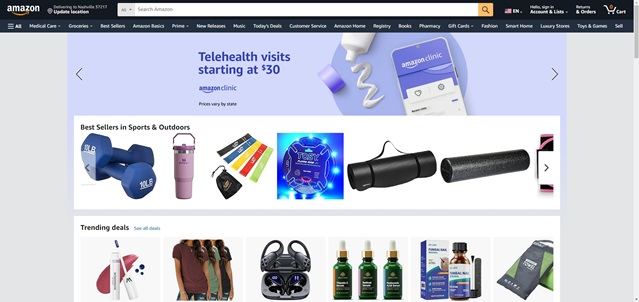 amazon
Delivering to Nashville 37217
Update location
All
Search Amazon
EN
Hello, sign in
Account & Lists
Returns
& Orders
0
Cart
All
Medical Care
Groceries
Best Sellers
Amazon Basics
Prime
New Releases
Music
Today's Deals
Customer Service
Amazon Home
Registry
Books
Pharmacy
Gift Cards
Fashion
Smart Home
Luxury Stores
Toys & Games
Sell
Telehealth visits
starting at $30
amazon clinic
Prices vary by state
amazon clinic
Best Sellers in Sports & Outdoors
10LB
10LB
TOSY
Trending deals
See all deals